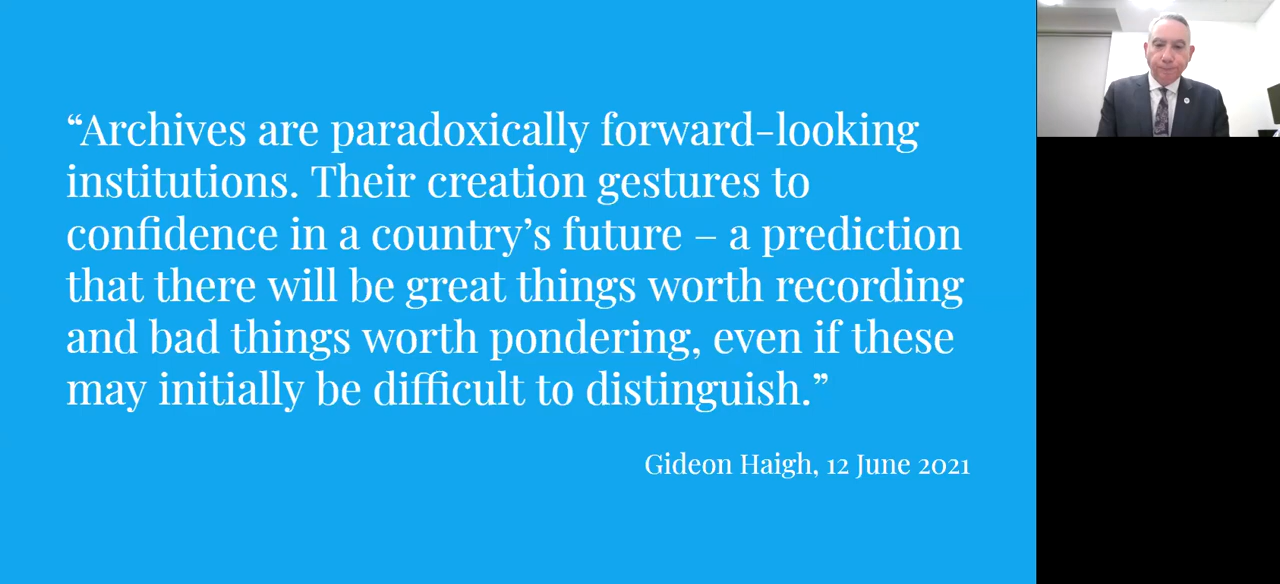 “Archives are paradoxically forward-looking
institutions. Their creation gestures to
confidence in a country’s future – a prediction
that there will be great things worth recording
and bad things worth pondering, even if these
may initially be difficult to distinguish.”
Gideon Haigh, 12 June 2021